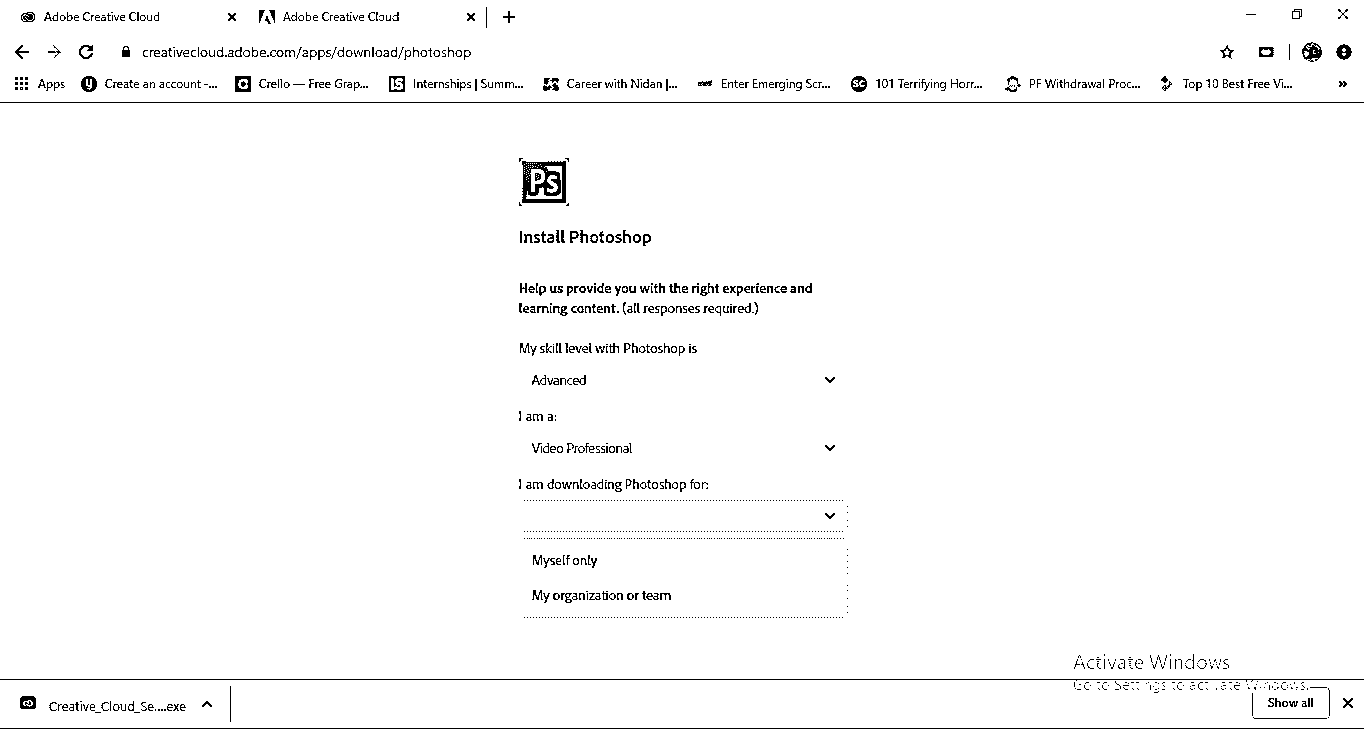 Adobe Creative Cloud
Adobe Creative Cloud
creativecloud.adobe.com/apps/download/photoshop
Apps
Create an account -...
Crello — Free Grap...
Internships | Summ...
Career with Nidan |...
Enter Emerging Scr...
101 Terrifying Horr...
PF Withdrawal Proc...
Top 10 Best Free Vi...
Ps
Install Photoshop
Help us provide you with the right experience and
learning content. (all responses required.)
My skill level with Photoshop is
Advanced
I am a:
Video Professional
I am downloading Photoshop for:
Myself only
My organization or team
Activate Windows
Go to Settings to activate Windows.
Creative_Cloud_Se....exe
Show all